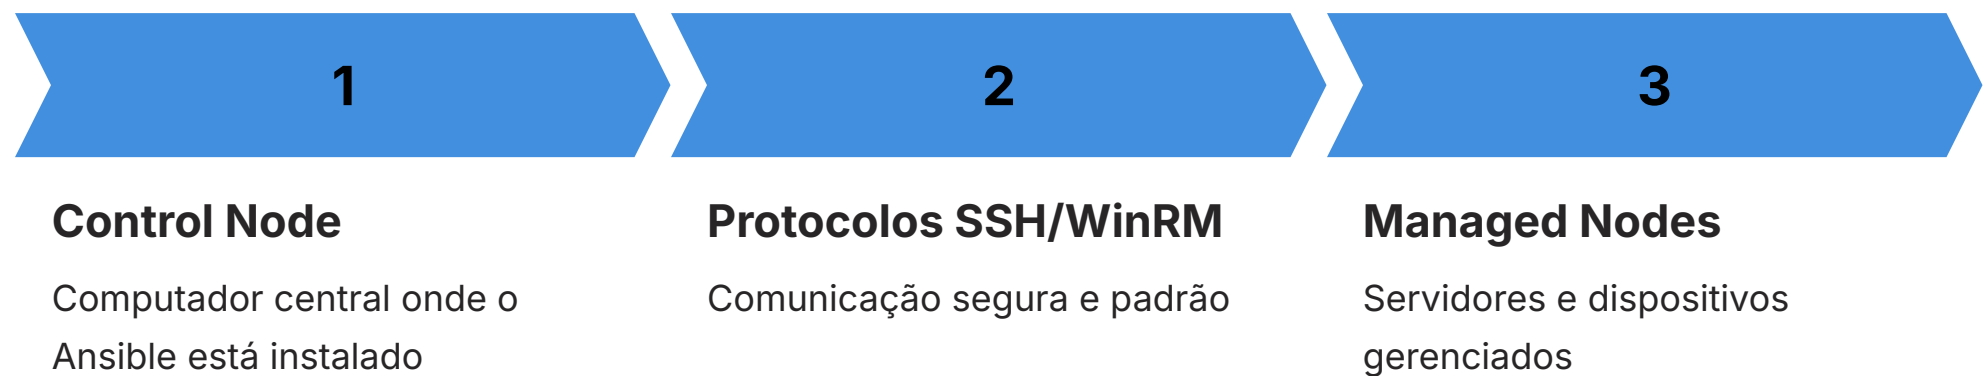 1
2
3
Control Node
Computador central onde o
Ansible está instalado
Protocolos SSH/WinRM
Comunicação segura e padrão
Managed Nodes
Servidores e dispositivos
gerenciados